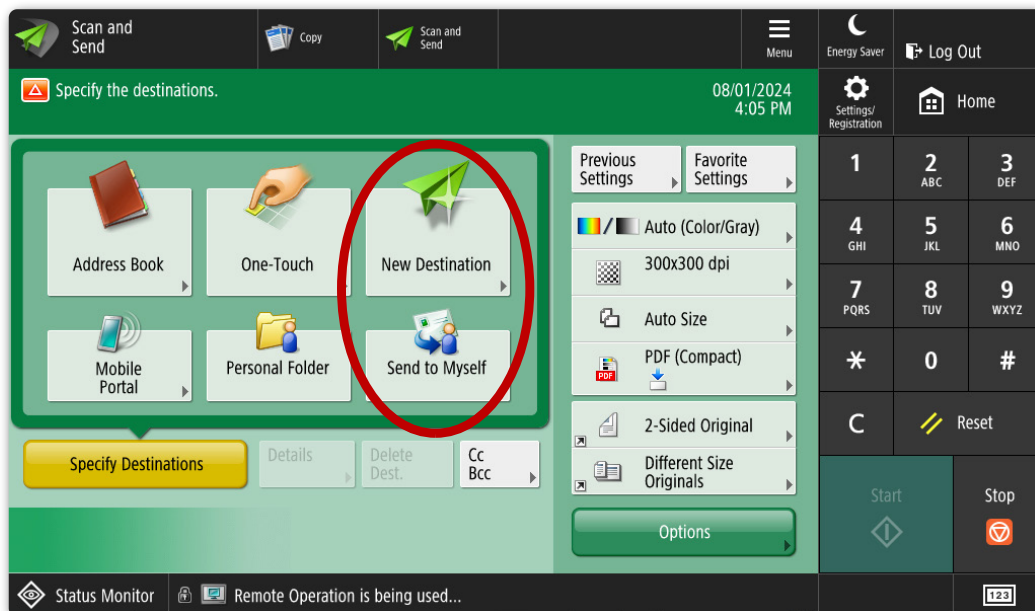 Scan and
Send
Copy
Scan and
Send
Menu
Energy Saver
Log Out
Specify the destinations.
08/01/2024
4:05 PM
Settings/
Registration
Home
Address Book
One-Touch
New Destination
Mobile
Portal
Personal Folder
Send to Myself
Specify Destinations
Details
Delete
Dest.
Cc
Bcc
Previous
Settings
Favorite
Settings
Auto (Color/Gray)
300x300 dpi
Auto Size
PDF
PDF (Compact)
2-Sided Original
Different Size
Originals
Options
1
2
ABC
3
DEF
4
GHI
5
JKL
6
MNO
7
PQRS
8
TUV
9
WXYZ
*
0
#
C
Reset
Start
Stop
Status Monitor
Remote Operation is being used...
123